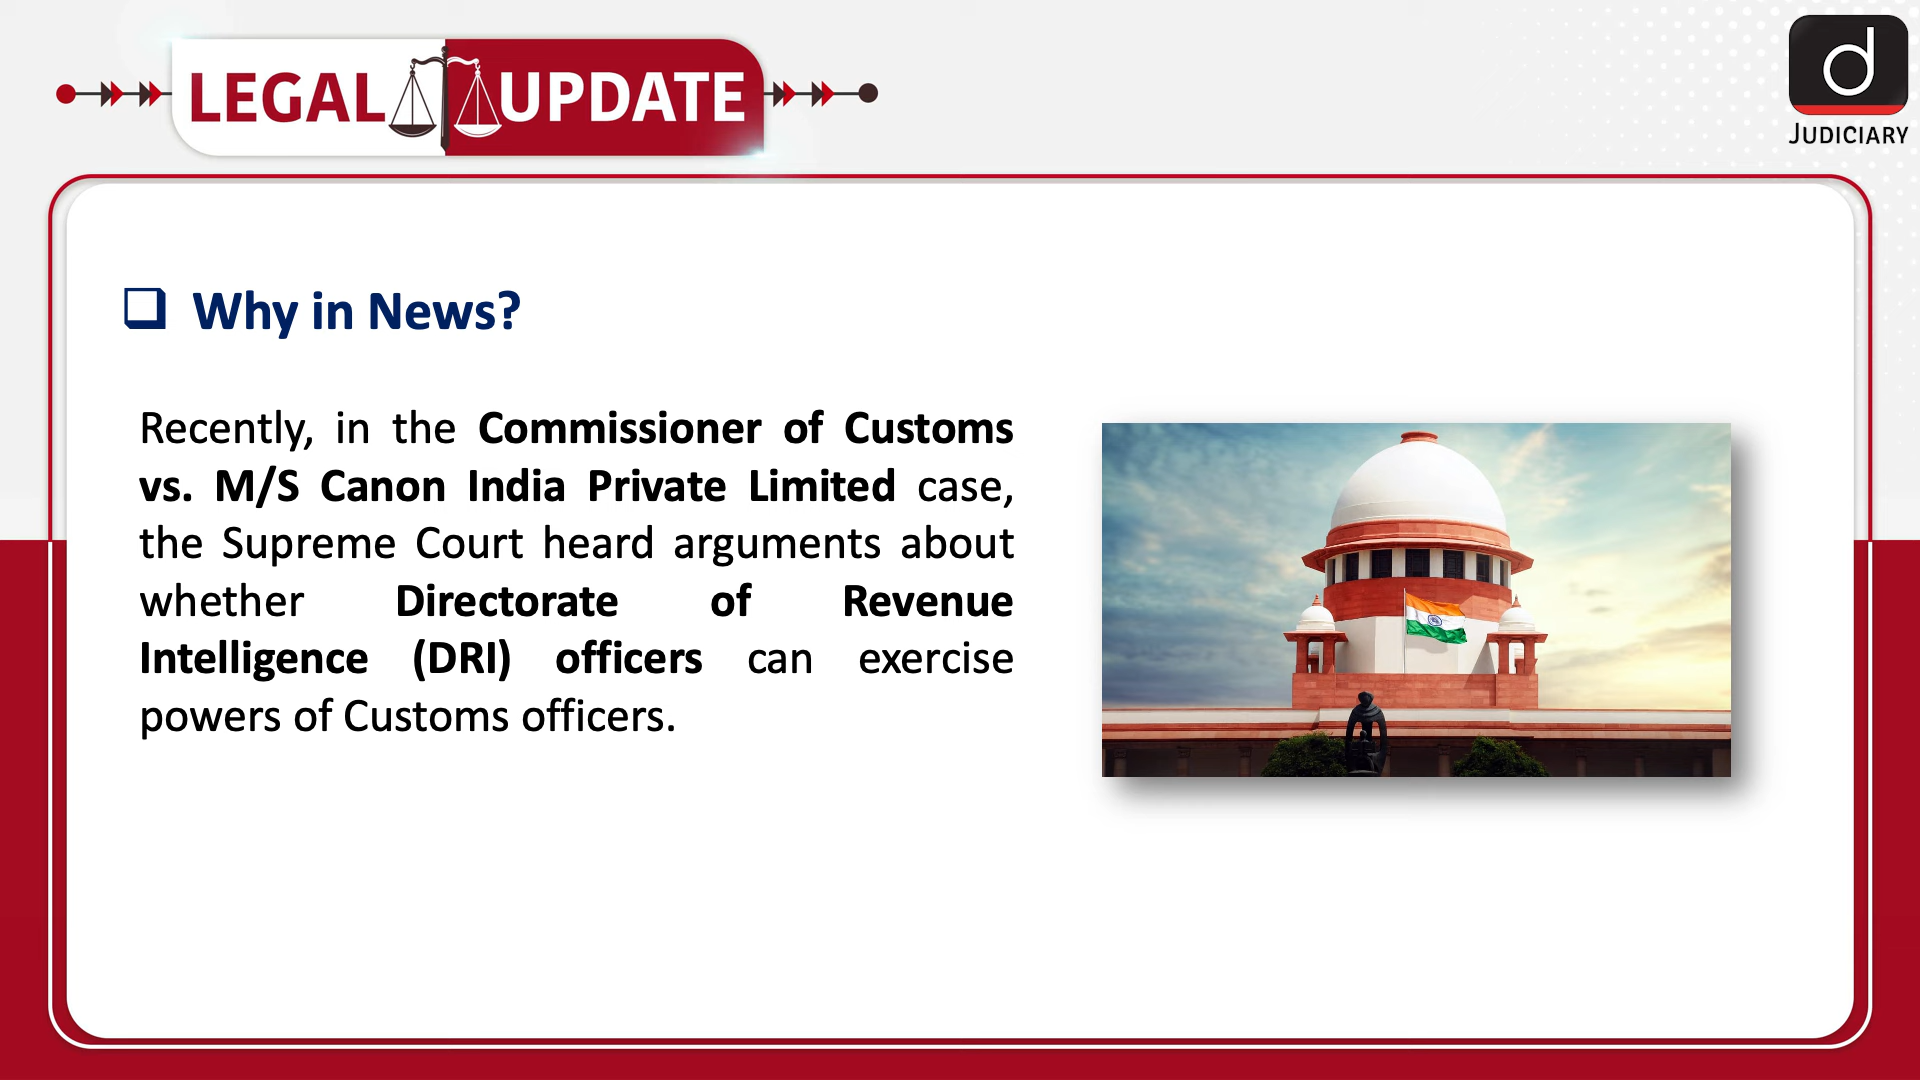 LEGAL UPDATE
d
JUDICIARY
Why in News?
Recently, in the Commissioner of Customs
vs. M/S Canon India Private Limited case,
the Supreme Court heard arguments about
whether Directorate of Revenue
Intelligence (DRI) officers can exercise
powers of Customs officers.